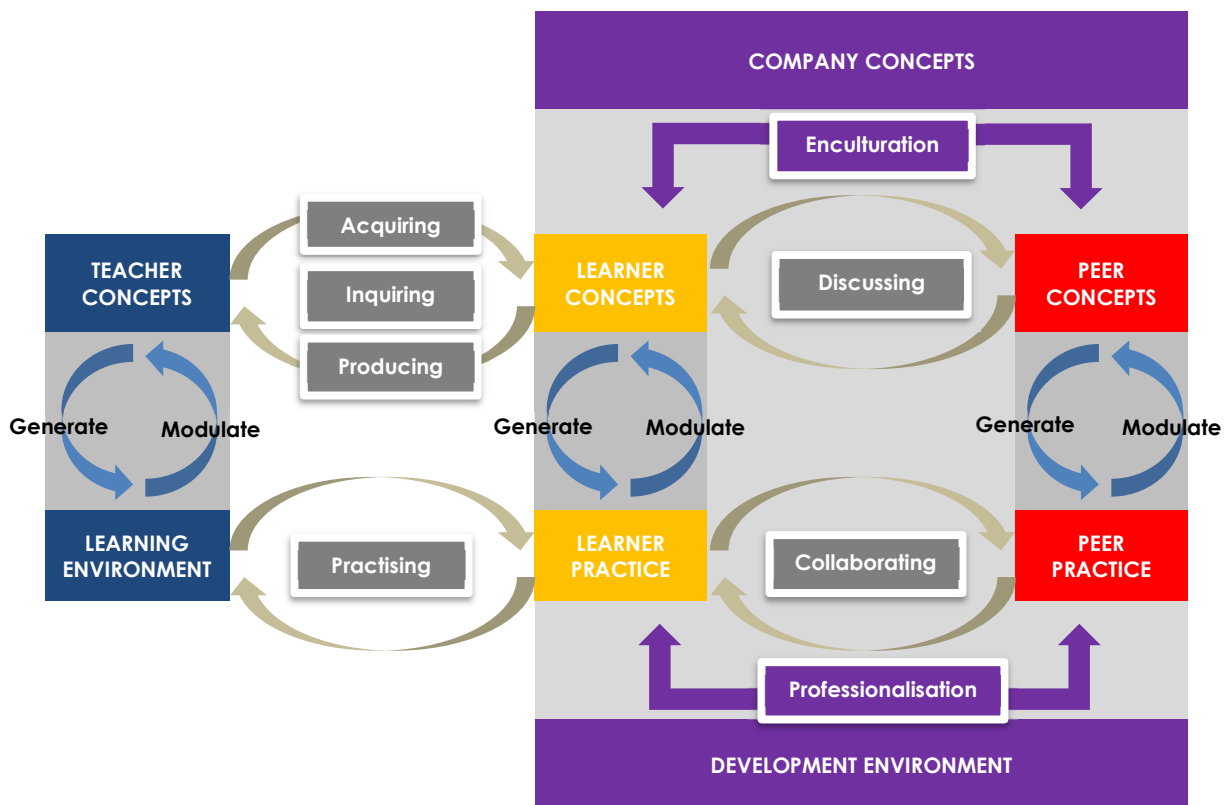 COMPANY CONCEPTS
Enculturation
Acquiring
TEACHER
CONCEPTS
Inquiring
LEARNER
CONCEPTS
Discussing
PEER
CONCEPTS
Producing
Generate
Modulate
Generate
Modulate
Generate
Modulate
LEARNING
ENVIRONMENT
Practising
LEARNER
PRACTICE
Collaborating
PEER
PRACTICE
Professionalisation
DEVELOPMENT ENVIRONMENT